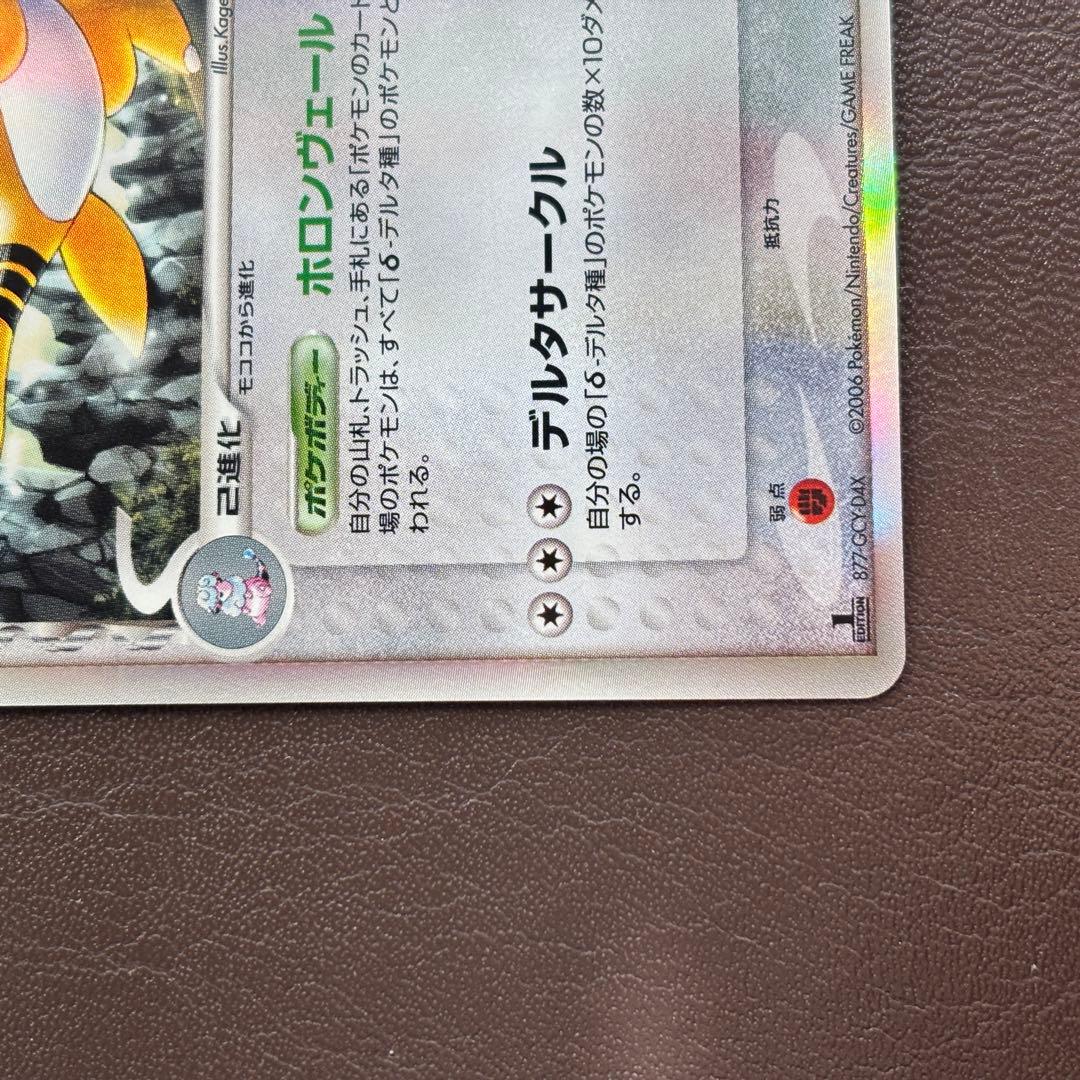 Illus.Kage
己進化
モココから進化
ポケボディー
ホロンヴェール
自分の山札、トラッシュ、手札にある「ポケモンのカード
場のポケモンは、すべて「δ-デルタ種」のポケモンと
われる。
デルタサークル
自分の場の「δ-デルタ種」のポケモンの数×10ダメ
する。
弱点
抵抗力
1
EDITION
877-GCY-D4X
©2006 Pokémon/Nintendo/Creatures/GAME FREAK